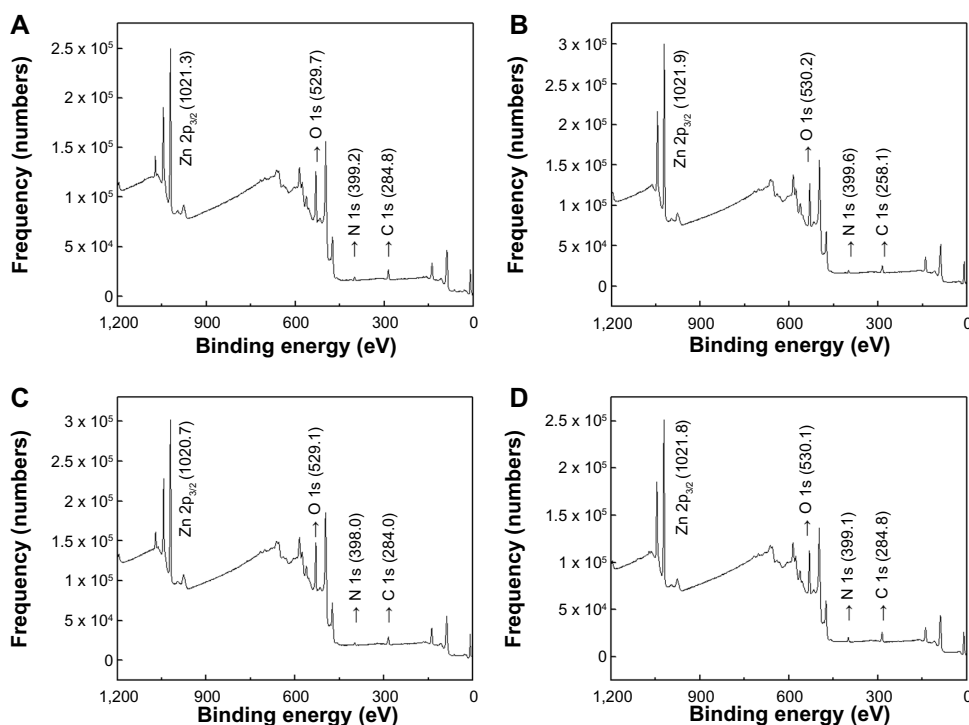 A
Frequency (numbers)
2.5 x 10⁵
2 x 10⁵
1.5 x 10⁵
1 x 10⁵
5 x 10⁴
0
Zn 2p₃/₂ (1021.3)
O 1s (529.7)
N 1s (399.2)
C 1s (284.8)
1,200 900 600 300 0
Binding energy (eV)
B
Frequency (numbers)
3 x 10⁵
2.5 x 10⁵
2 x 10⁵
1.5 x 10⁵
1 x 10⁵
5 x 10⁴
0
Zn 2p₃/₂ (1021.9)
O 1s (530.2)
N 1s (399.6)
C 1s (258.1)
1,200 900 600 300 0
Binding energy (eV)
C
Frequency (numbers)
3 x 10⁵
2.5 x 10⁵
2 x 10⁵
1.5 x 10⁵
1 x 10⁵
5 x 10⁴
0
Zn 2p₃/₂ (1020.7)
O 1s (529.1)
N 1s (398.0)
C 1s (284.0)
1,200 900 600 300 0
Binding energy (eV)
D
Frequency (numbers)
2.5 x 10⁵
2 x 10⁵
1.5 x 10⁵
1 x 10⁵
5 x 10⁴
0
Zn 2p₃/₂ (1021.8)
O 1s (530.1)
N 1s (399.1)
C 1s (284.8)
1,200 900 600 300 0
Binding energy (eV)